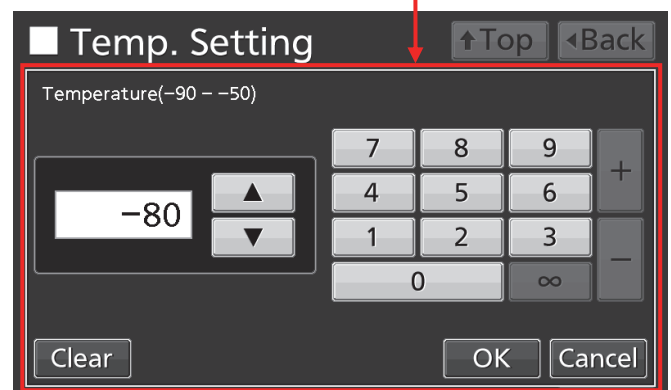 ■ Temp. Setting
↑Top
◂Back
Temperature(−90 − −50)
−80
▲
▼
7 8 9 +
4 5 6
1 2 3 −
0 ∞
Clear
OK
Cancel